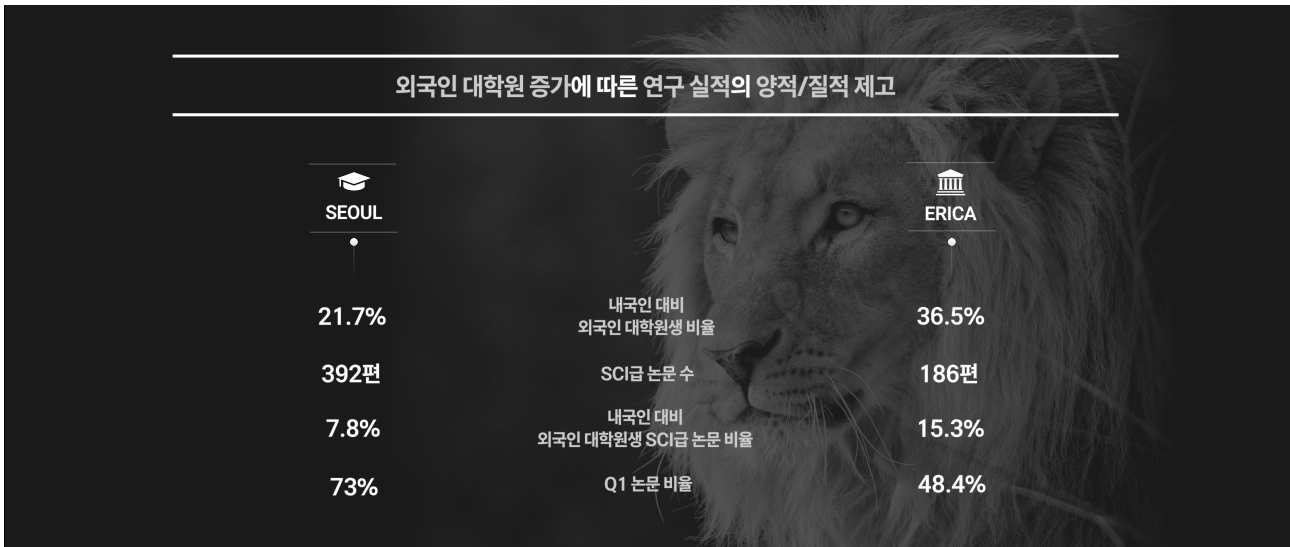 외국인 대학원 증가에 따른 연구 실적의 양적/질적 제고
SEOUL
ERICA
21.7%
내국인 대비
외국인 대학원생 비율
36.5%
392편
SCI급 논문 수
186편
7.8%
내국인 대비
외국인 대학원생 SCI급 논문 비율
15.3%
73%
Q1 논문 비율
48.4%